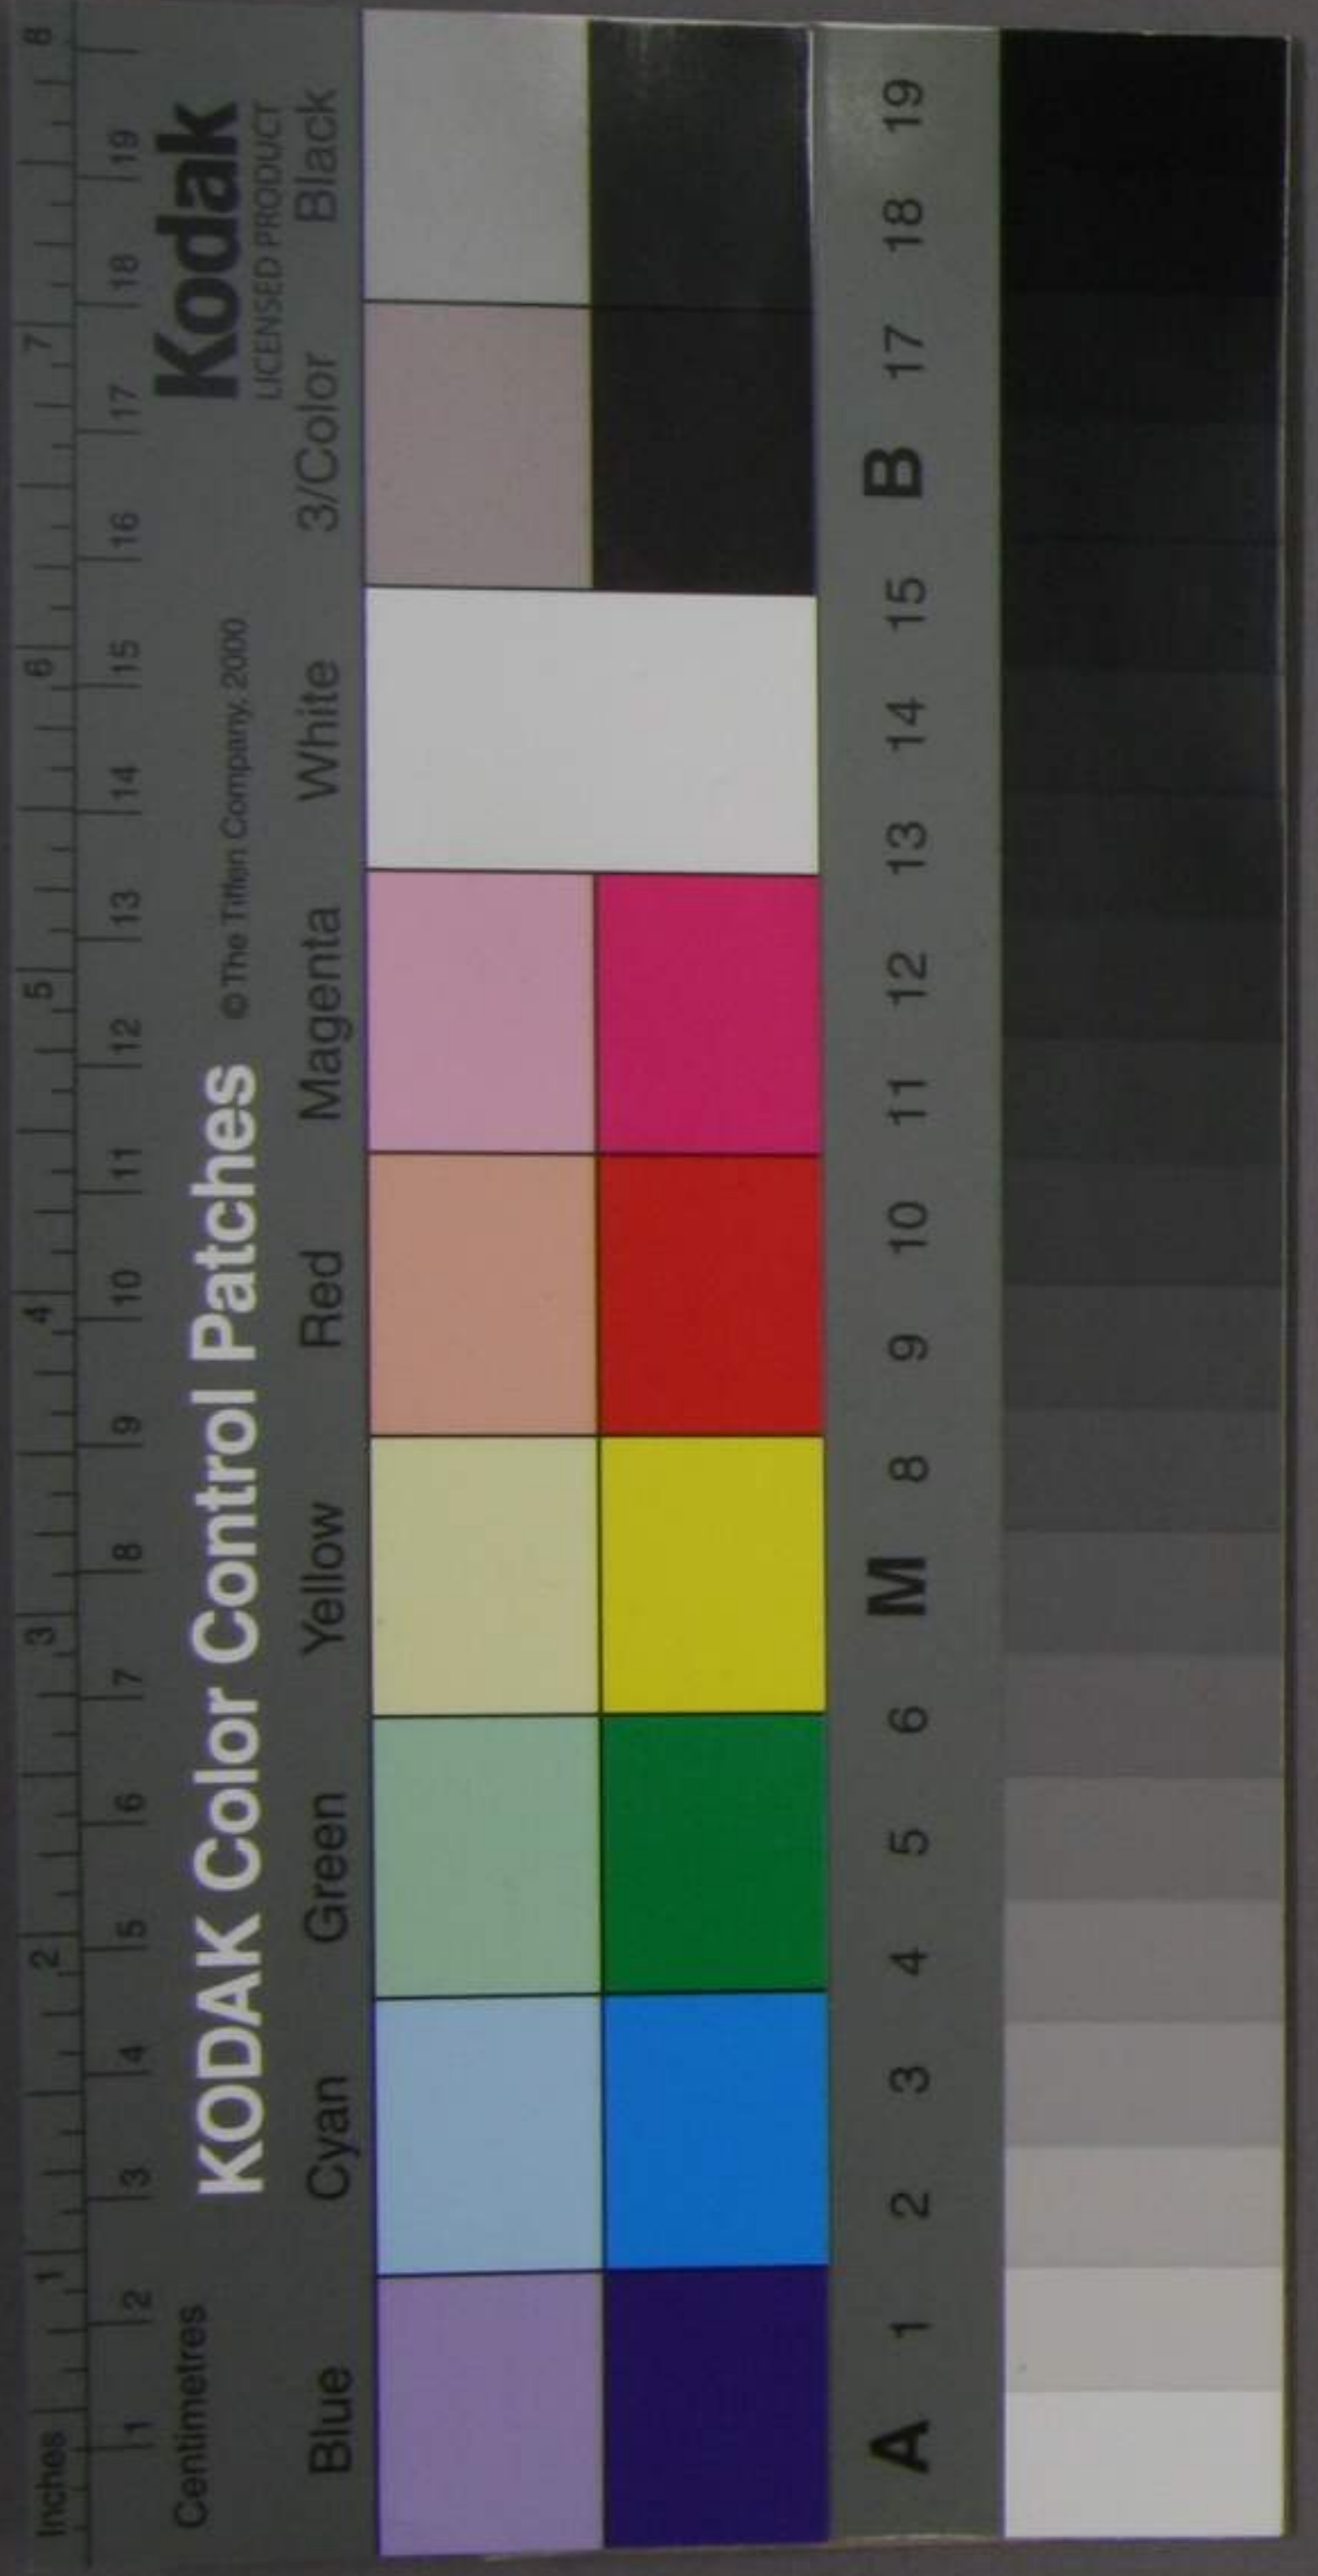 Inches 1 2 3 4 5 6 7 8
Centimetres 1 2 3 4 5 6 7 8 9 10 11 12 13 14 15 16 17 18 19
KODAK Color Control Patches © The Tiffen Company, 2000 Kodak
LICENSED PRODUCT
Blue Cyan Green Yellow Red Magenta White 3/Color Black
A 1 2 3 4 5 6 M 8 9 10 11 12 13 14 15 B 17 18 19